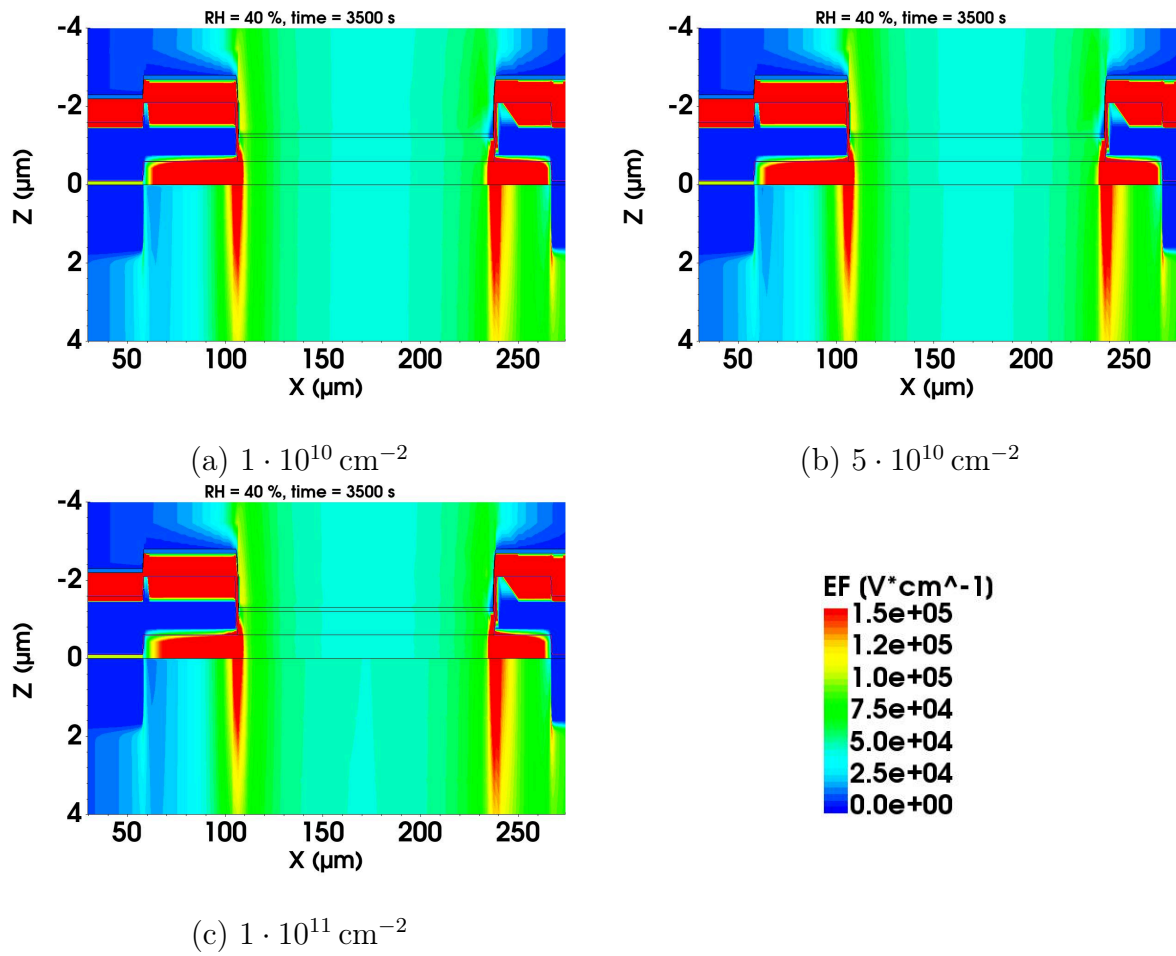 RH = 40 %, time = 3500 s
-4
-2
0
2
4
Z (µm)
50 100 150 200 250
X (µm)
(a) 1 · 10^10 cm^−2
RH = 40 %, time = 3500 s
-4
-2
0
2
4
Z (µm)
50 100 150 200 250
X (µm)
(b) 5 · 10^10 cm^−2
RH = 40 %, time = 3500 s
-4
-2
0
2
4
Z (µm)
50 100 150 200 250
X (µm)
(c) 1 · 10^11 cm^−2
EF (V*cm^-1)
1.5e+05
1.2e+05
1.0e+05
7.5e+04
5.0e+04
2.5e+04
0.0e+00